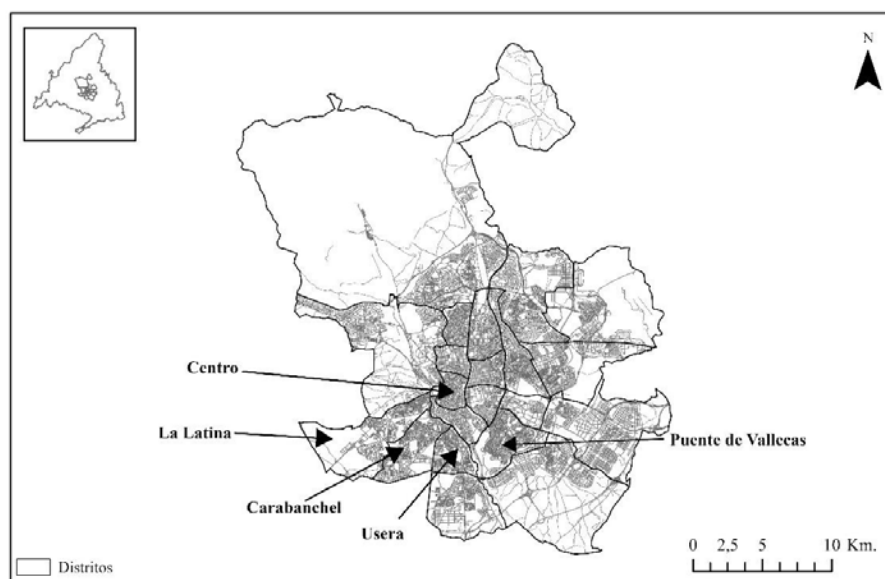 N
Centro
La Latina
Puente de Vallecas
Carabanchel
Usera
0 2,5 5 10 Km.
Distritos